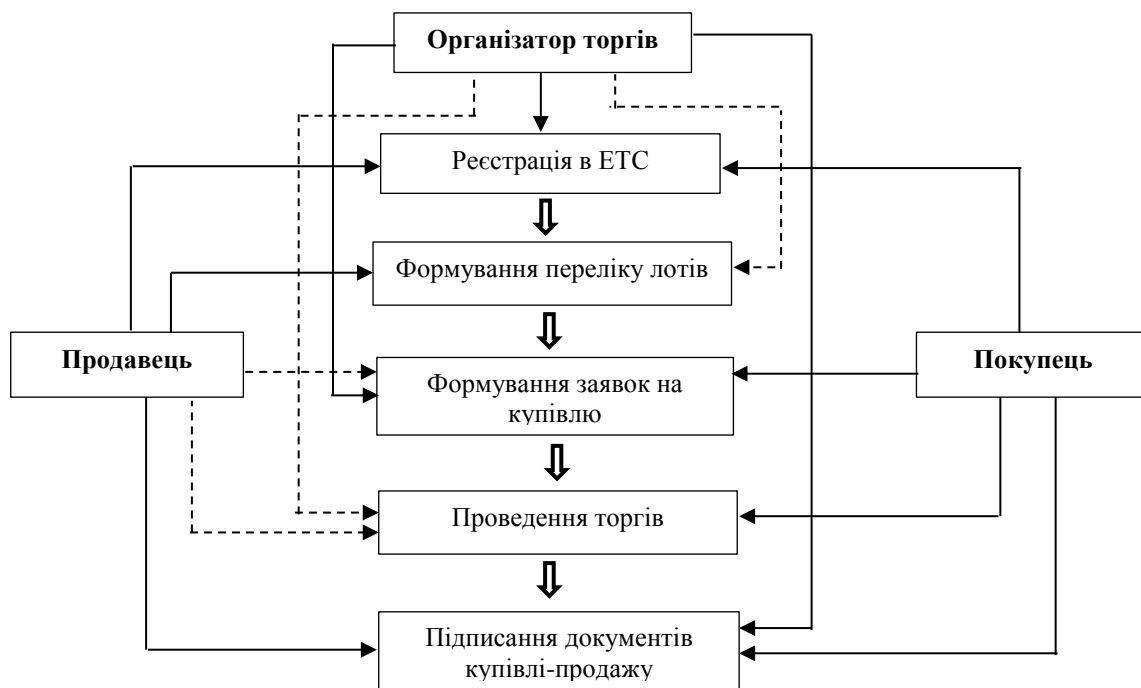 Організатор торгів
Реєстрація в ЕТС
Формування переліку лотів
Продавець
Покупець
Формування заявок на
купівлю
Проведення торгів
Підписання документів
купівлі-продажу